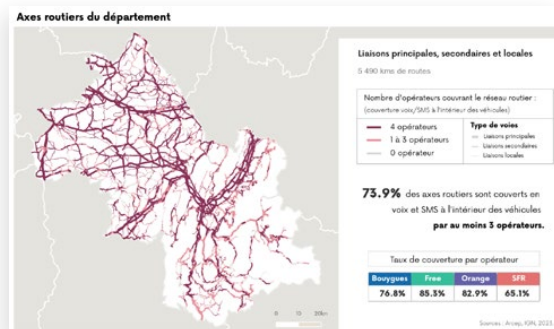 Axes routiers du département
Liaisons principales, secondaires et locales
5 490 kms de routes
Nombre d'opérateurs couvrant le réseau routier :
(couverture voix/SMS à l'intérieur des véhicules)
4 opérateurs
1 à 3 opérateurs
0 opérateur
Type de voies
Liaisons principales
Liaisons secondaires
Liaisons locales
73.9% des axes routiers sont couverts en
voix et SMS à l'intérieur des véhicules
par au moins 3 opérateurs.
Taux de couverture par opérateur
Bouygues Free Orange SFR
76.8% 85.3% 82.9% 65.1%
0 15 30km
Sources : Arcep, IGN, 2023.